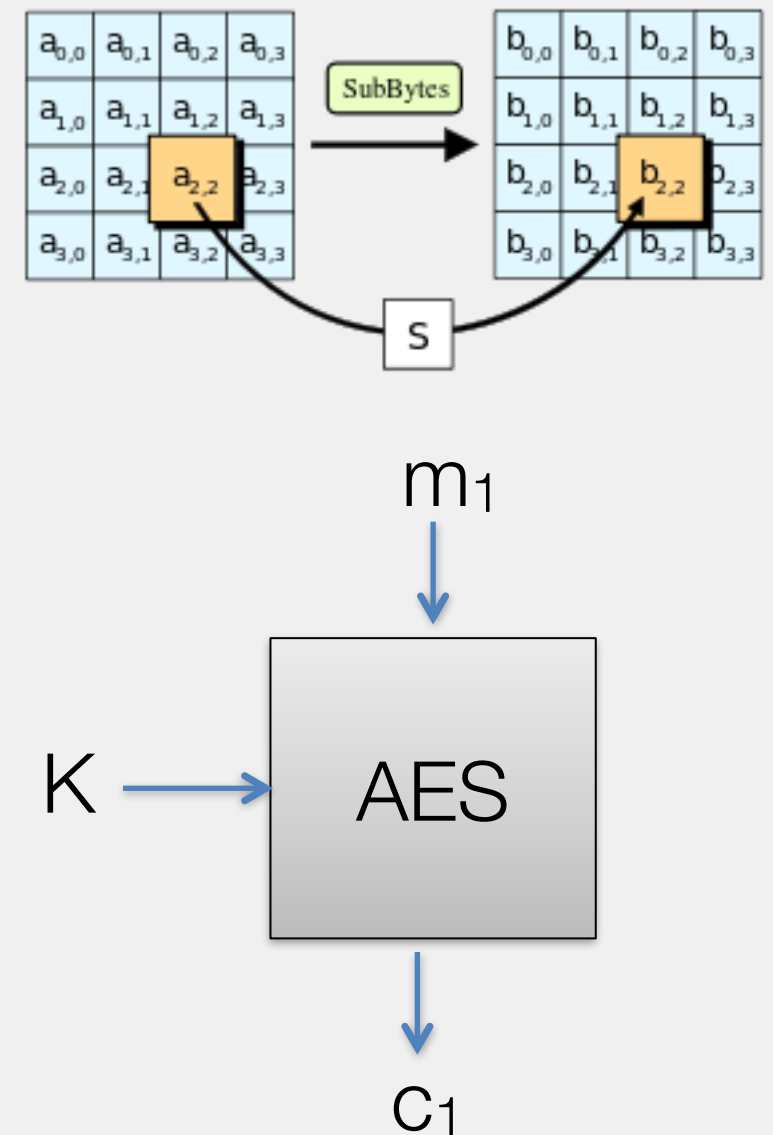 a0,0 a0,1 a0,2 a0,3 SubBytes b0,0 b0,1 b0,2 b0,3
a1,0 a1,1 a1,2 a1,3 b1,0 b1,1 b1,2 b1,3
a2,0 a2,1 a2,2 a2,3 b2,0 b2,1 b2,2 b2,3
a3,0 a3,1 a3,2 a3,3 b3,0 b3,1 b3,2 b3,3
S
m1
K AES
c1